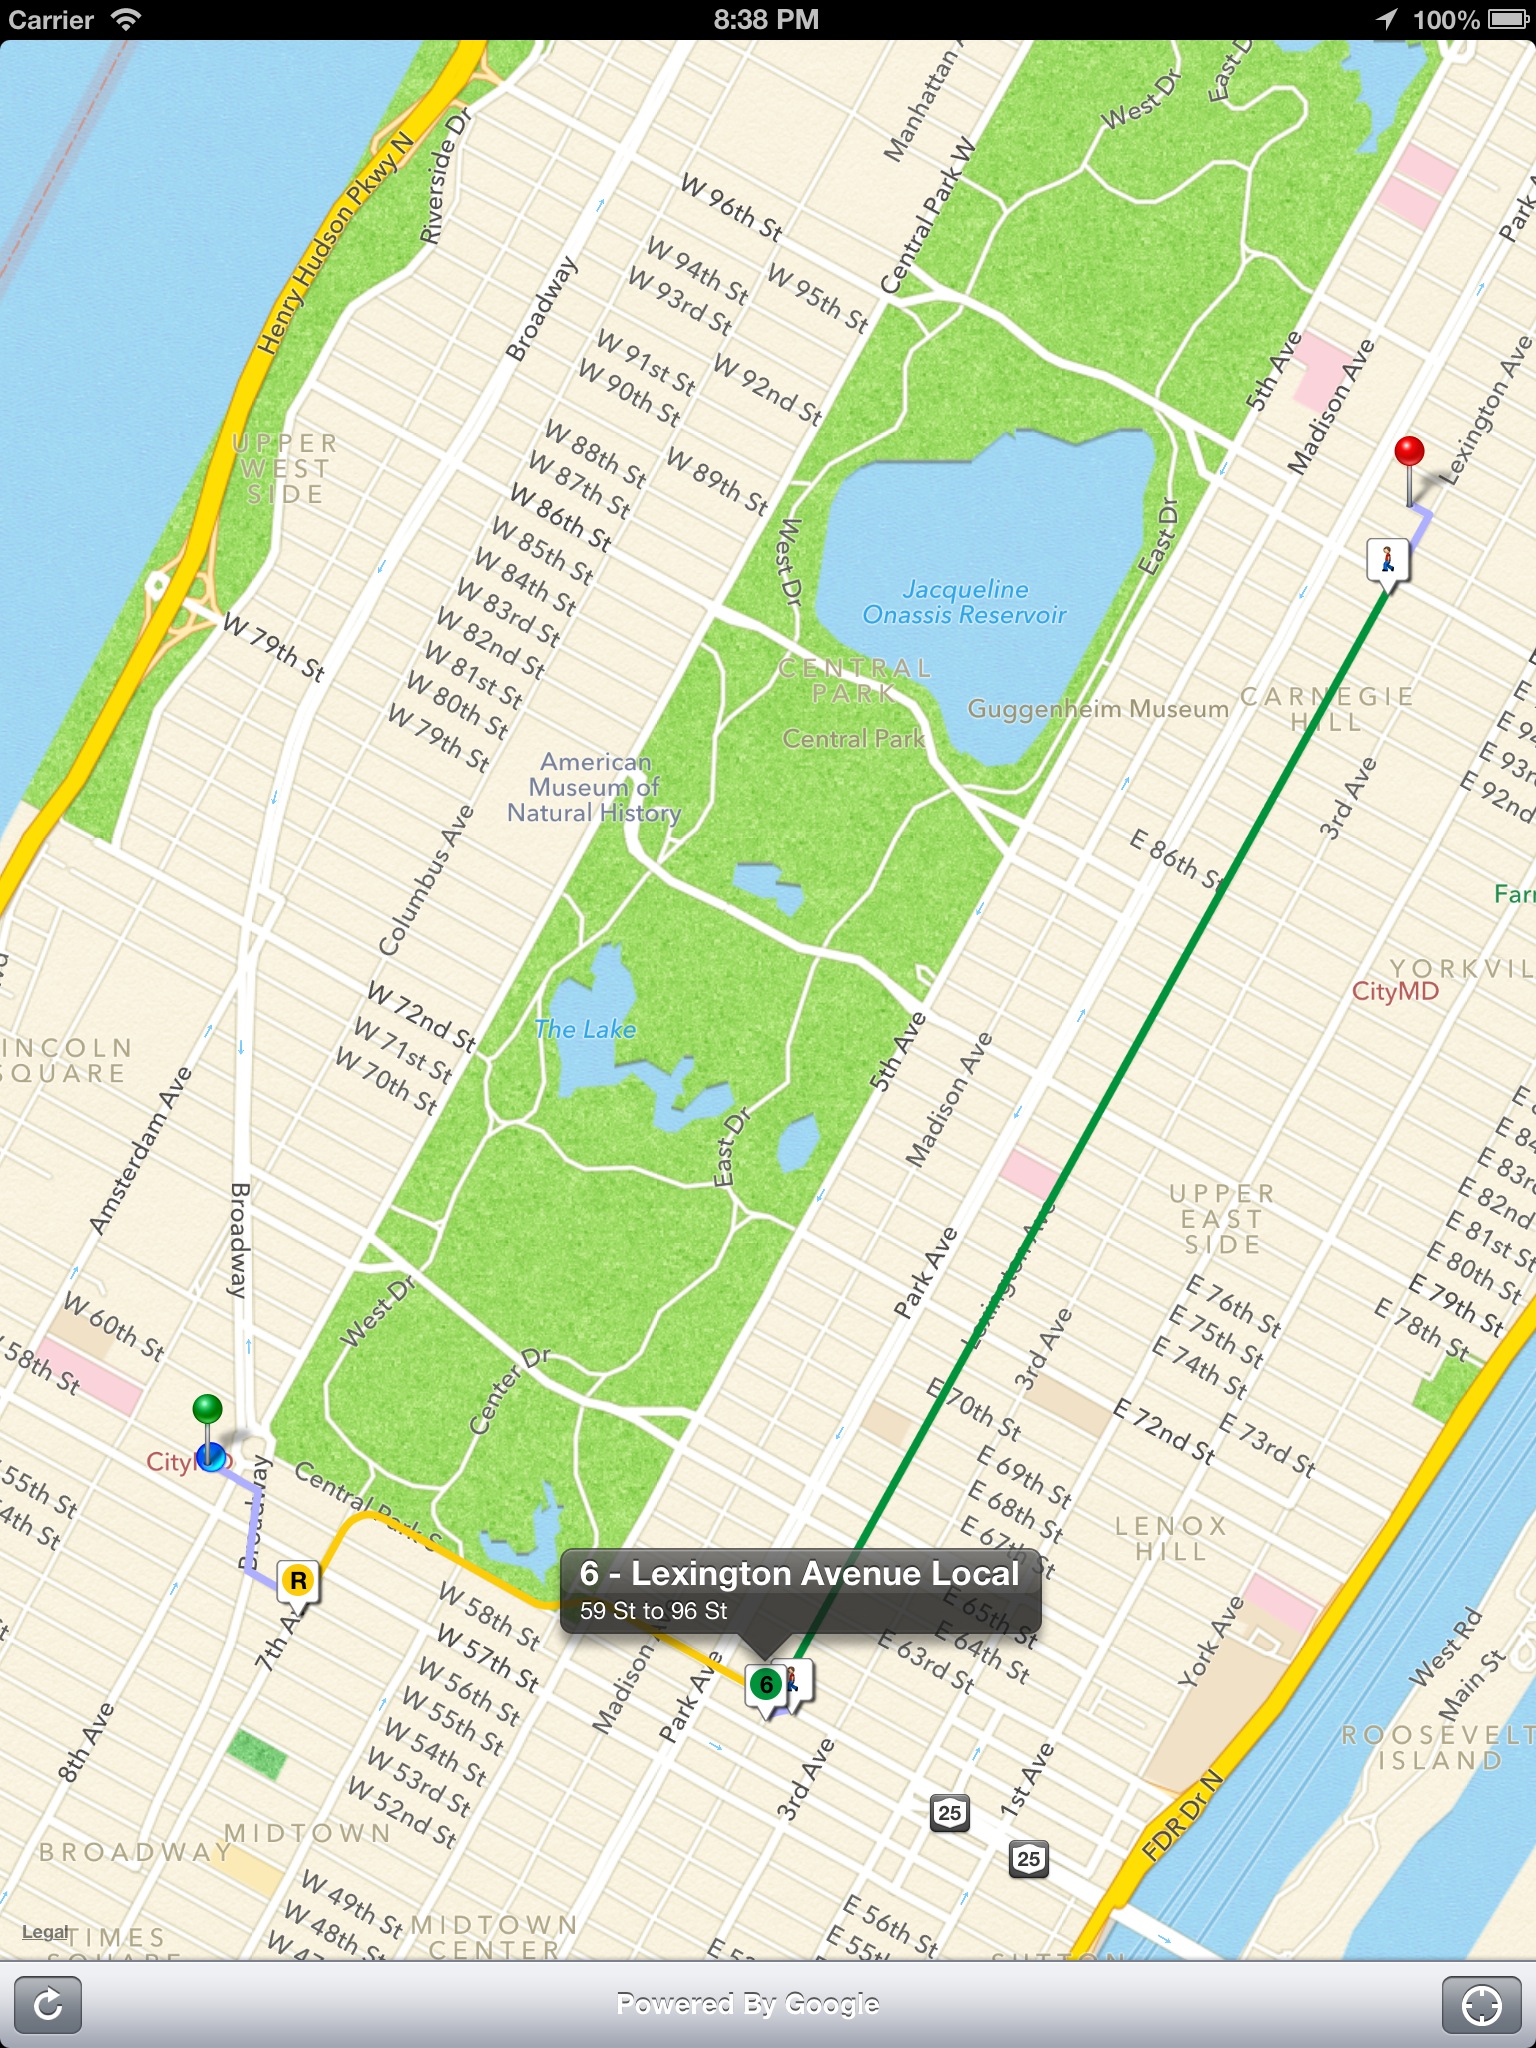 Carrier
8:38 PM
100%
Manhattan A
West Dr
East D
Henry Hudson Pkwy N
Riverside Dr
Central Park W
Park A
W 96th St
W 94th St
W 95th St
W 93rd St
Broadway
W 91st St
W 92nd St
W 90th St
5th Ave
Madison Ave
Lexington Ave
UPPER
WEST
SIDE
W 88th St
W 89th St
W 87th St
W 86th St
W 85th St
W 84th St
W 83rd St
W 82nd St
W 81st St
W 80th St
W 79th St
W 79th St
West Dr
East Dr
Jacqueline
Onassis Reservoir
CENTRAL
PARK
Central Park
Guggenheim Museum
CARNEGIE
HILL
E 94
E 93r
E 92nd
3rd Ave
American
Museum of
Natural History
E 86th St
Columbus Ave
Farr
YORKVIL
CityMD
W 72nd St
W 71st St
W 70th St
The Lake
INCOLN
SQUARE
5th Ave
Madison Ave
Amsterdam Ave
East Dr
Broadway
UPPER
EAST
SIDE
E 84
E 83r
E 82nd
E 81st St
E 80th St
E 79th St
E 78th St
Park Ave
Lexington Ave
3rd Ave
E 76th St
E 75th St
E 74th St
E 73rd St
E 72nd St
E 70th St
E 69th St
E 68th St
E 67th St
E 65th St
E 64th St
E 63rd St
West Dr
Center Dr
W 60th St
58th St
CityMD
55th St
4th St
Broadway
Central Park S
LENOX
HILL
R
7th Av
6 - Lexington Avenue Local
59 St to 96 St
6
W 58th St
W 57th St
W 56th St
W 55th St
W 54th St
W 53rd St
W 52nd St
Madison Av
Park Ave
3rd Ave
1st Ave
York Ave
West Rd
Main St
ROOSEVELT
ISLAND
8th Ave
25
25
FDR Dr N
MIDTOWN
BROADWAY
W 49th St
W 48th St
W 47
MIDTOWN
CENTER
E 56th St
E 55t
Legal
TIMES
SQUARE
SUTTON
Powered By Google